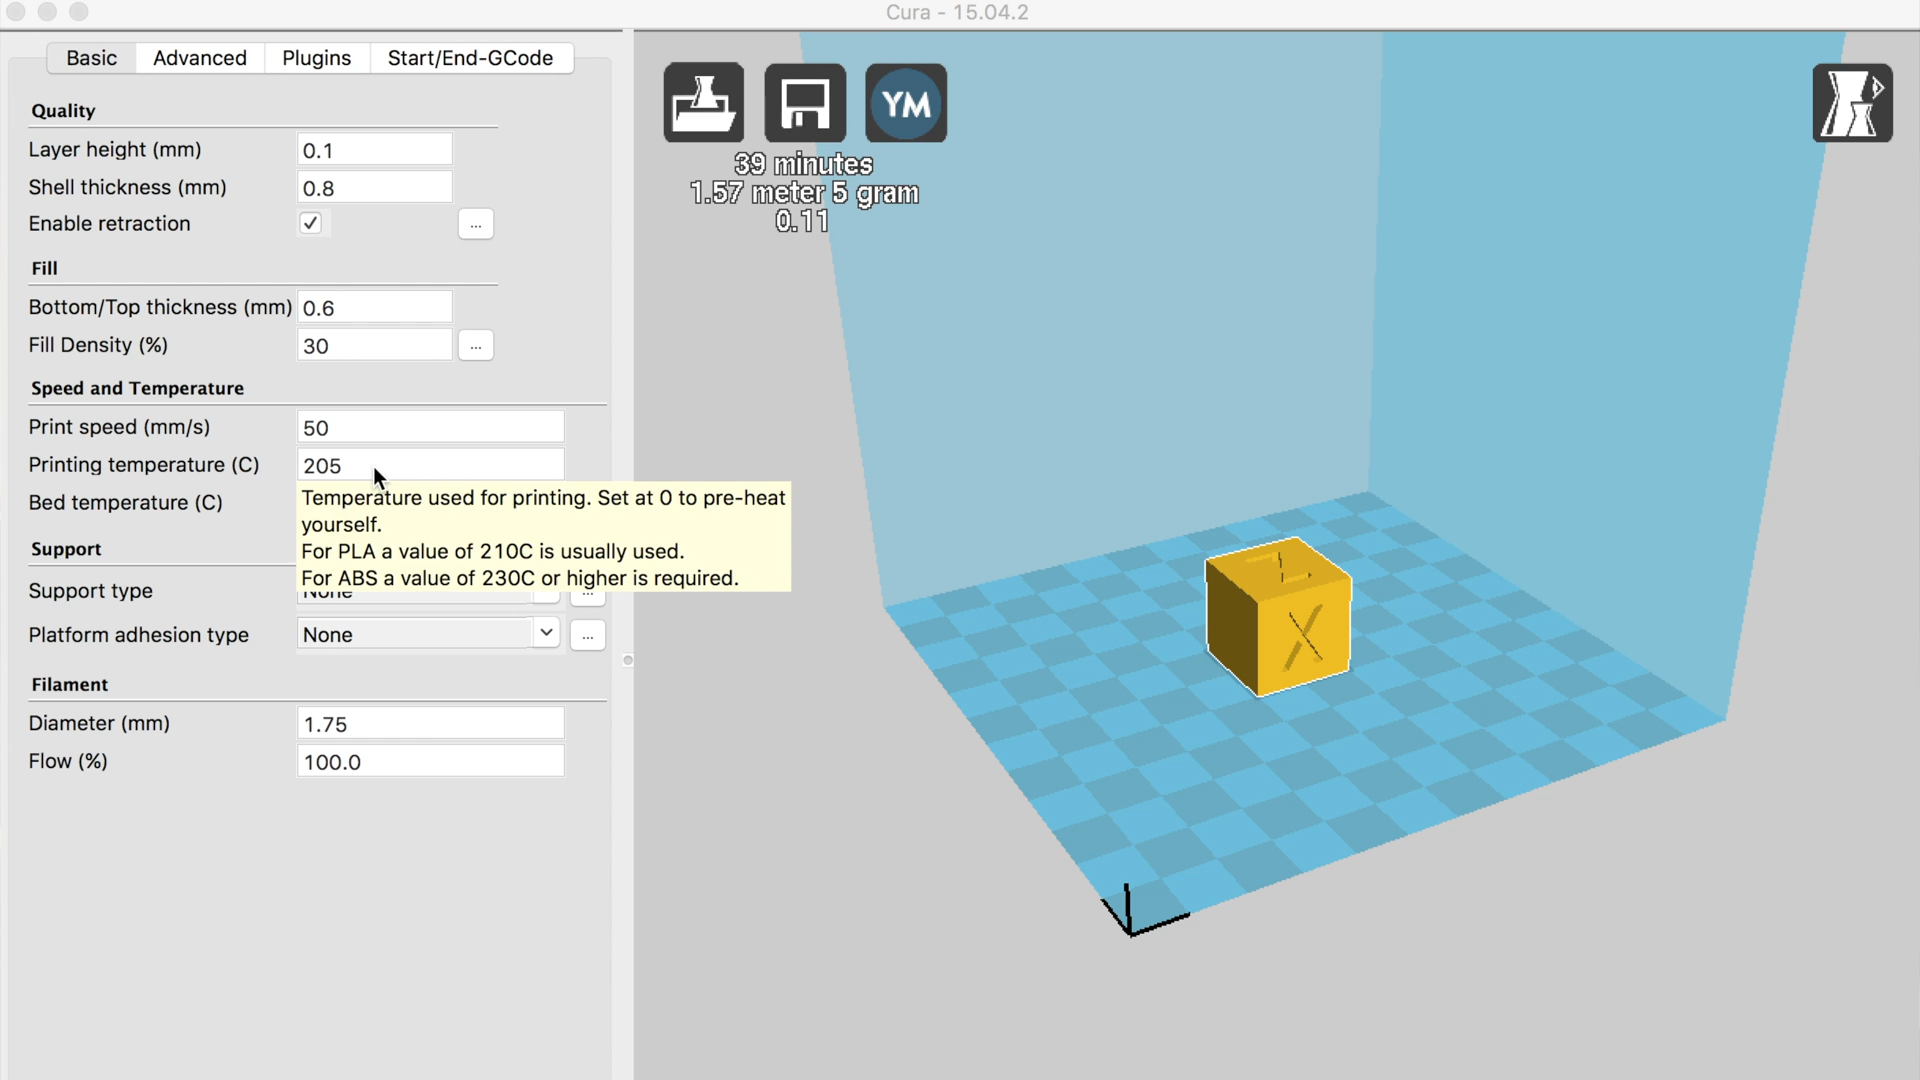 Cura - 15.04.2
Basic
Advanced
Plugins
Start/End-GCode
Quality
Layer height (mm)
0.1
Shell thickness (mm)
0.8
Enable retraction
...
Fill
Bottom/Top thickness (mm)
0.6
Fill Density (%)
30
...
Speed and Temperature
Print speed (mm/s)
50
Printing temperature (C)
205
Bed temperature (C)
Temperature used for printing. Set at 0 to pre-heat
yourself.
For PLA a value of 210C is usually used.
For ABS a value of 230C or higher is required.
Support
Support type
None
...
Platform adhesion type
None
...
Filament
Diameter (mm)
1.75
Flow (%)
100.0
YM
39 minutes
1.57 meter 5 gram
0.11
Z
X